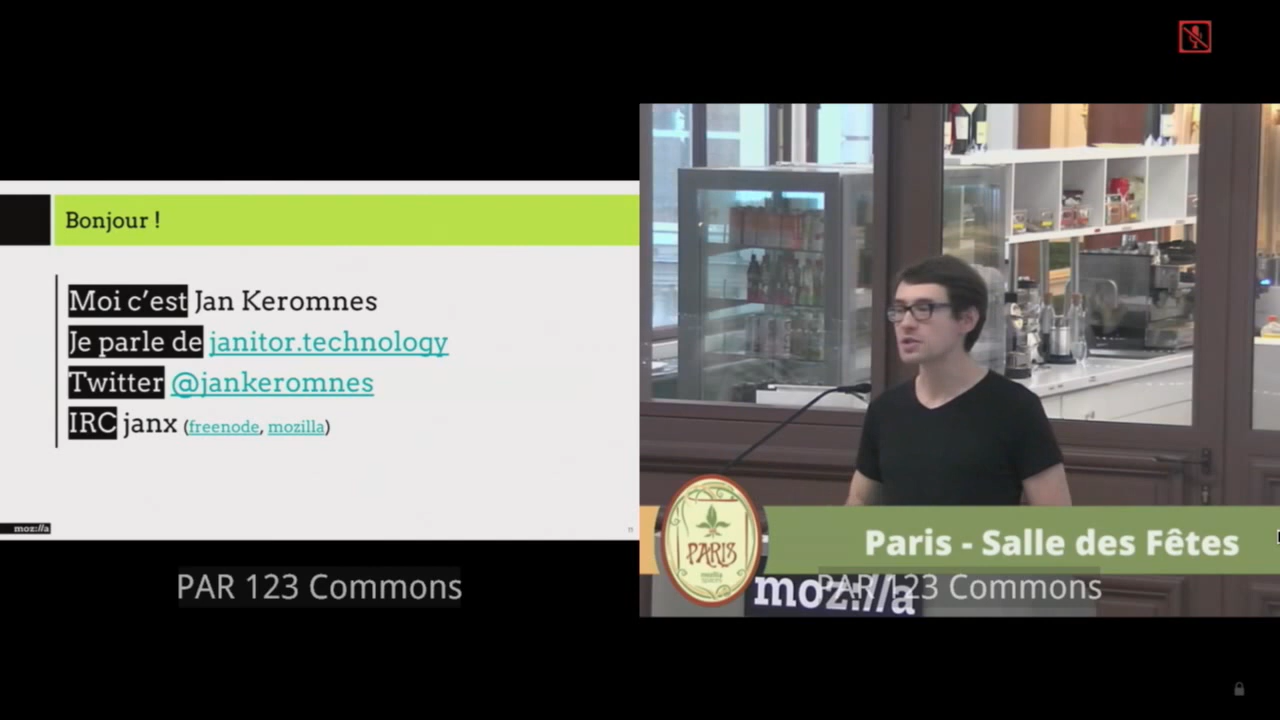 Bonjour !
Moi c’est Jan Keromnes
Je parle de janitor.technology
Twitter @jankeromnes
IRC janx (freenode, mozilla)
moz://a
PAR 123 Commons
Paris - Salle des Fêtes
PARIS
mozilla
moz://a
PAR 123 Commons